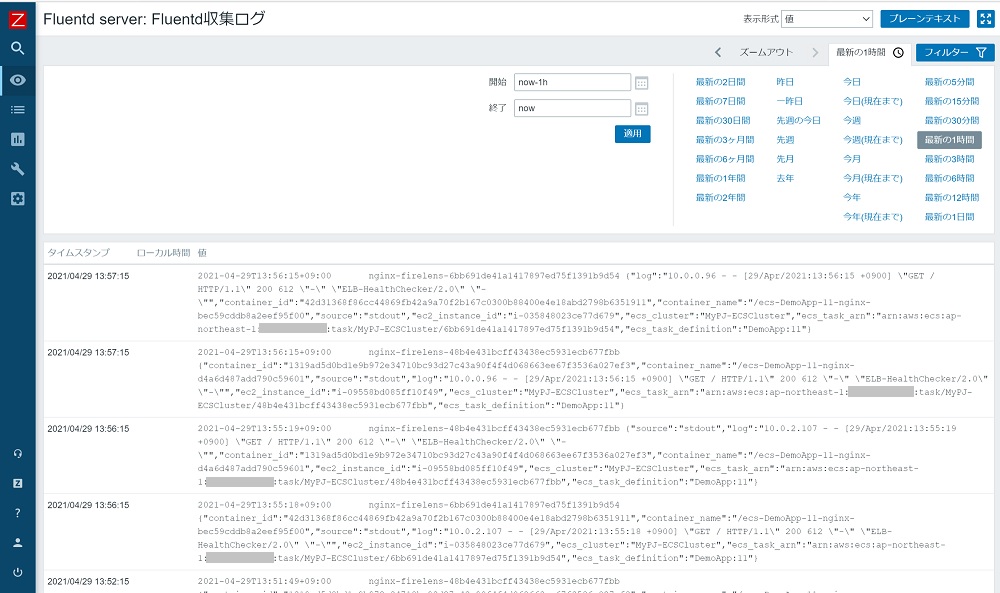 Z
Fluentd server: Fluentd収集ログ
表示形式 値 プレーンテキスト
ズームアウト 最新の1時間 フィルター
開始 now-1h
終了 now
適用
最新の2日間 昨日 今日 最新の5分間
最新の7日間 一昨日 今日(現在まで) 最新の15分間
最新の30日間 先週の今日 今週 最新の30分間
最新の3ヶ月間 先週 今週(現在まで) 最新の1時間
最新の6ヶ月間 先月 今月 最新の3時間
最新の1年間 去年 今月(現在まで) 最新の6時間
最新の2年間 今年 最新の12時間
今年(現在まで) 最新の1日間
タイムスタンプ ローカル時間 値
2021/04/29 13:57:15 2021-04-29T13:56:15+09:00 nginx-firelens-6bb691de41a1417897ed75f1391b9d54 {"log":"10.0.0.96 - - [29/Apr/2021:13:56:15 +0900] \"GET /
HTTP/1.1\" 200 612 \"-\" \"ELB-HealthChecker/2.0\" \"-
\"","container_id":"42d31368f86cc44869fb42a9a70f2b167c0300b88400e4e18abd2798b6351911","container_name":"/ecs-DemoApp-11-nginx-
bec59cddb8a2eef95f00","source":"stdout","ec2_instance_id":"i-035848023ce77d679","ecs_cluster":"MyPJ-ECSCluster","ecs_task_arn":"arn:aws:ecs:ap-
northeast-1: :task/MyPJ-ECSCluster/6bb691de41a1417897ed75f1391b9d54","ecs_task_definition":"DemoApp:11"}
2021/04/29 13:57:15 2021-04-29T13:56:15+09:00 nginx-firelens-48b4e431bcff43438ec5931ecb677fbb
{"container_id":"1319ad5d0bd1e9b972e34710bc93d27c43a90f4f4d068663ee67f3536a027ef3","container_name":"/ecs-DemoApp-11-nginx-
d4a6d487add790c59601","source":"stdout","log":"10.0.0.96 - - [29/Apr/2021:13:56:15 +0900] \"GET / HTTP/1.1\" 200 612 \"-\" \"ELB-HealthChecker/2.0\"
\"-\"","ec2_instance_id":"i-09558bd085ff10f49","ecs_cluster":"MyPJ-ECSCluster","ecs_task_arn":"arn:aws:ecs:ap-northeast-1: :task/MyPJ-
ECSCluster/48b4e431bcff43438ec5931ecb677fbb","ecs_task_definition":"DemoApp:11"}
2021/04/29 13:56:15 2021-04-29T13:55:19+09:00 nginx-firelens-48b4e431bcff43438ec5931ecb677fbb {"source":"stdout","log":"10.0.2.107 - - [29/Apr/2021:13:55:19
+0900] \"GET / HTTP/1.1\" 200 612 \"-\" \"ELB-HealthChecker/2.0\" \"-
\"","container_id":"1319ad5d0bd1e9b972e34710bc93d27c43a90f4f4d068663ee67f3536a027ef3","container_name":"/ecs-DemoApp-11-nginx-
d4a6d487add790c59601","ec2_instance_id":"i-09558bd085ff10f49","ecs_cluster":"MyPJ-ECSCluster","ecs_task_arn":"arn:aws:ecs:ap-northeast-
1: :task/MyPJ-ECSCluster/48b4e431bcff43438ec5931ecb677fbb","ecs_task_definition":"DemoApp:11"}
2021/04/29 13:56:15 2021-04-29T13:55:18+09:00 nginx-firelens-6bb691de41a1417897ed75f1391b9d54
{"container_id":"42d31368f86cc44869fb42a9a70f2b167c0300b88400e4e18abd2798b6351911","container_name":"/ecs-DemoApp-11-nginx-
bec59cddb8a2eef95f00","source":"stdout","log":"10.0.2.107 - - [29/Apr/2021:13:55:18 +0900] \"GET / HTTP/1.1\" 200 612 \"-\" \"ELB-
HealthChecker/2.0\" \"-\"","ec2_instance_id":"i-035848023ce77d679","ecs_cluster":"MyPJ-ECSCluster","ecs_task_arn":"arn:aws:ecs:ap-northeast-
1: :task/MyPJ-ECSCluster/6bb691de41a1417897ed75f1391b9d54","ecs_task_definition":"DemoApp:11"}
2021/04/29 13:52:15 2021-04-29T13:51:49+09:00 nginx-firelens-48b4e431bcff43438ec5931ecb677fbb